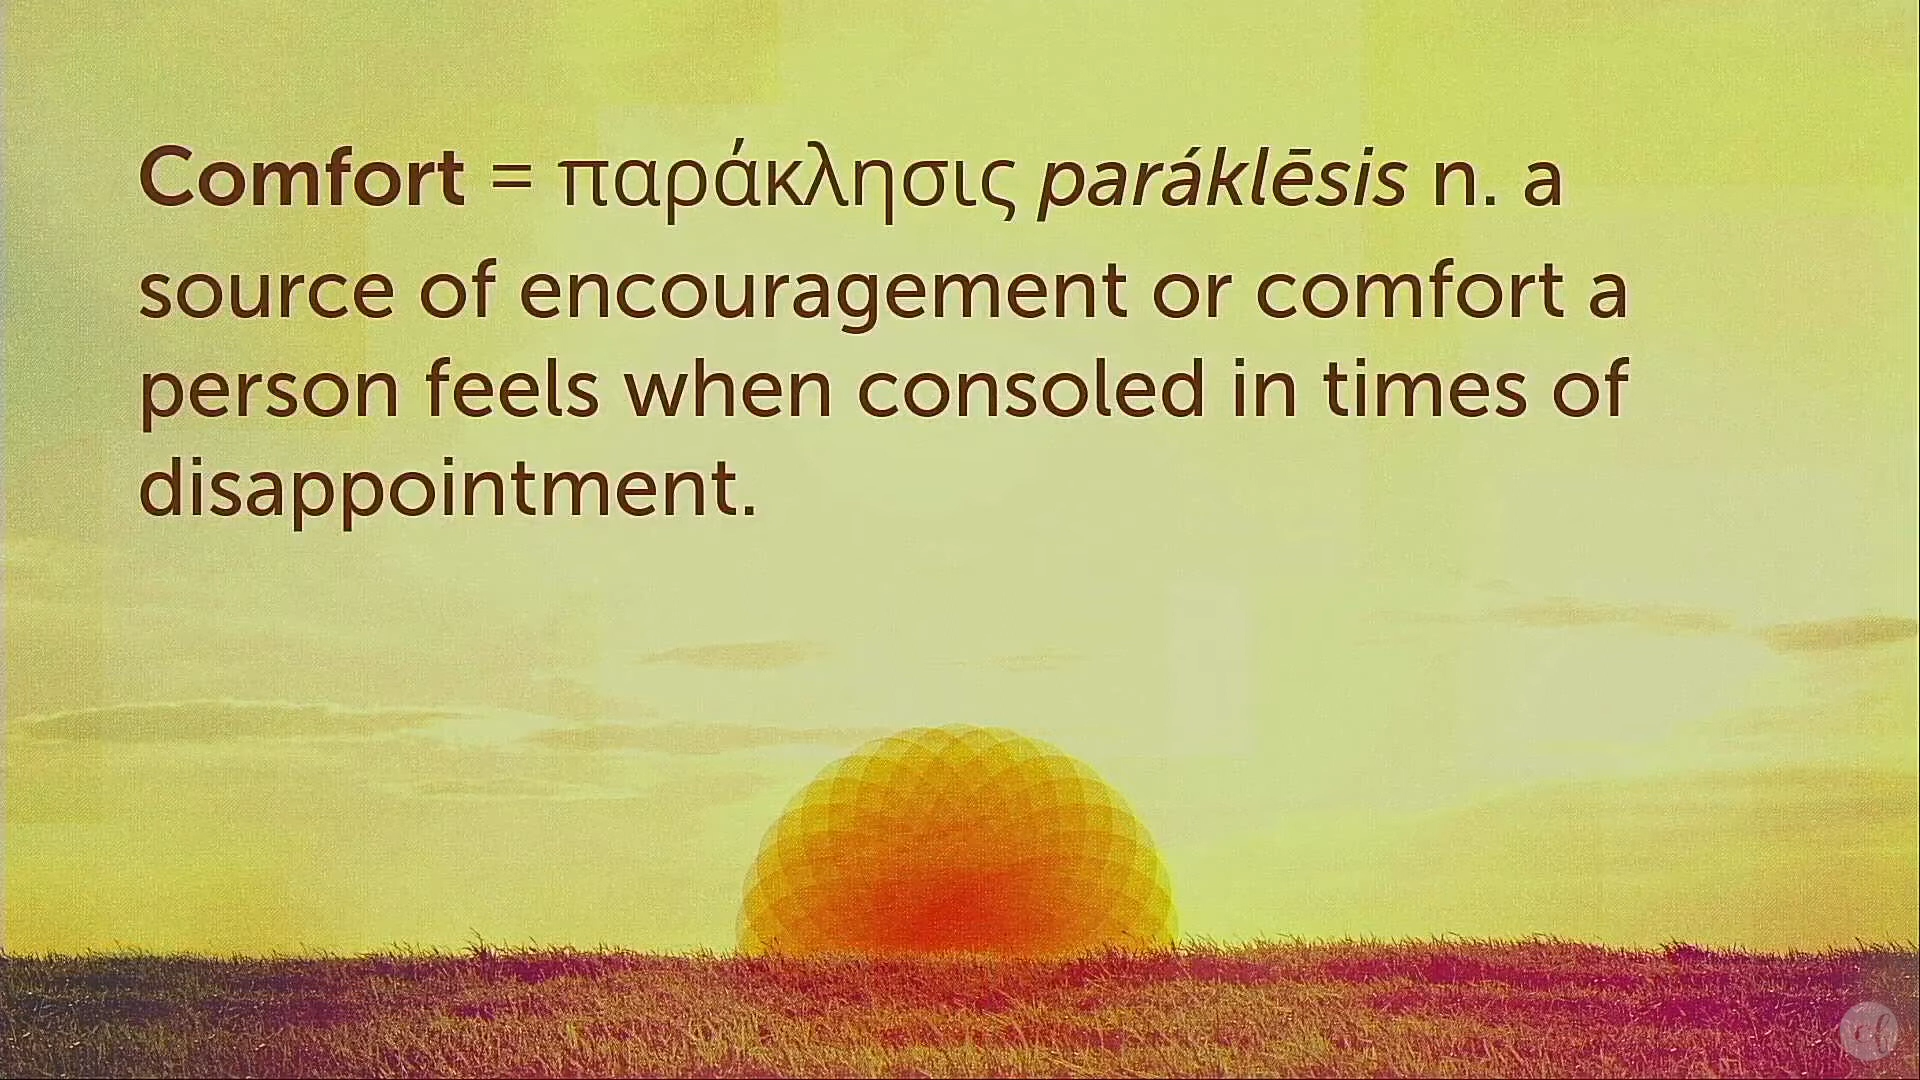 Comfort = παράκλησις paráklēsis n. a
source of encouragement or comfort a
person feels when consoled in times of
disappointment.